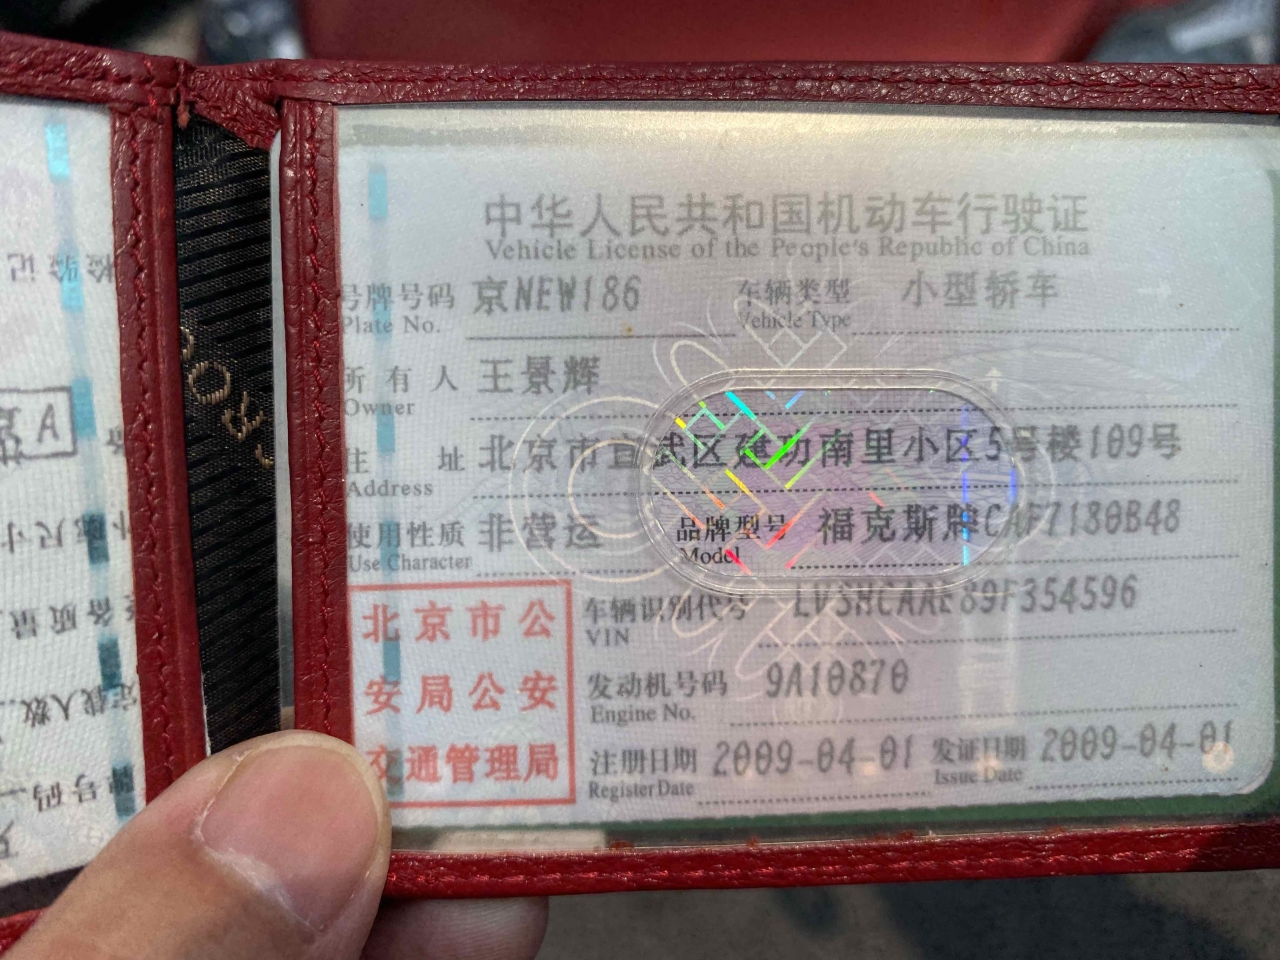 中华人民共和国机动车行驶证
Vehicle License of the People's Republic of China
号牌号码 京NEW186 车辆类型 小型轿车
Plate No. Vehicle Type
所有人 王景辉
Owner
住址 北京市宣武区建功南里小区5号楼109号
Address
使用性质 非营运 品牌型号 福克斯牌CAF7180B48
Use Character Model
车辆识别代号 LVSHCAAE89F354596
VIN
发动机号码 9A10870
Engine No.
注册日期 2009-04-01 发证日期 2009-04-01
Register Date Issue Date
北京市公
安局公安
交通管理局
检验记
号码